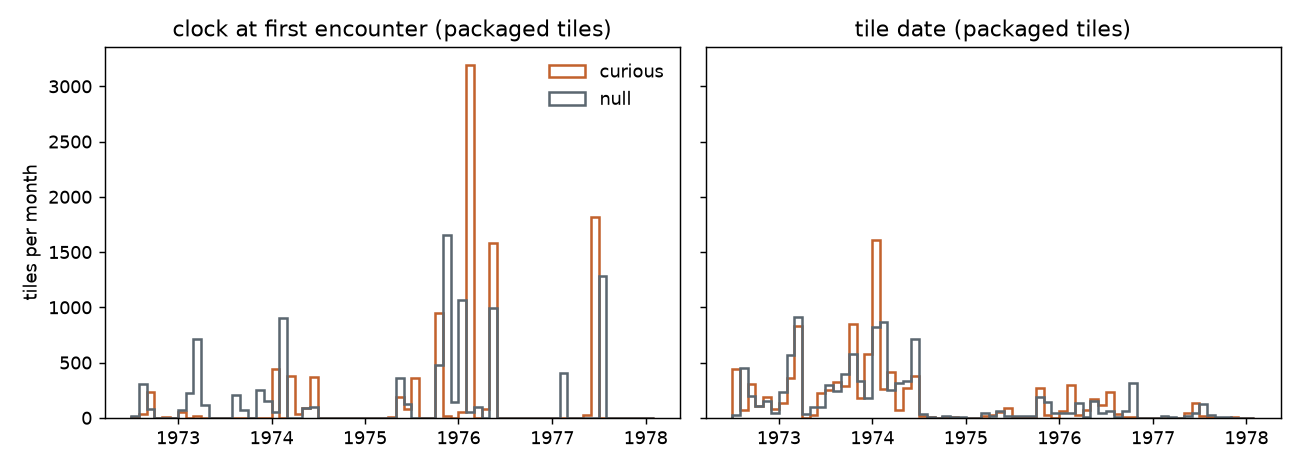 clock at first encounter (packaged tiles)
tile date (packaged tiles)
tiles per month
3000
2500
2000
1500
1000
500
0
curious
null
1973 1974 1975 1976 1977 1978
1973 1974 1975 1976 1977 1978